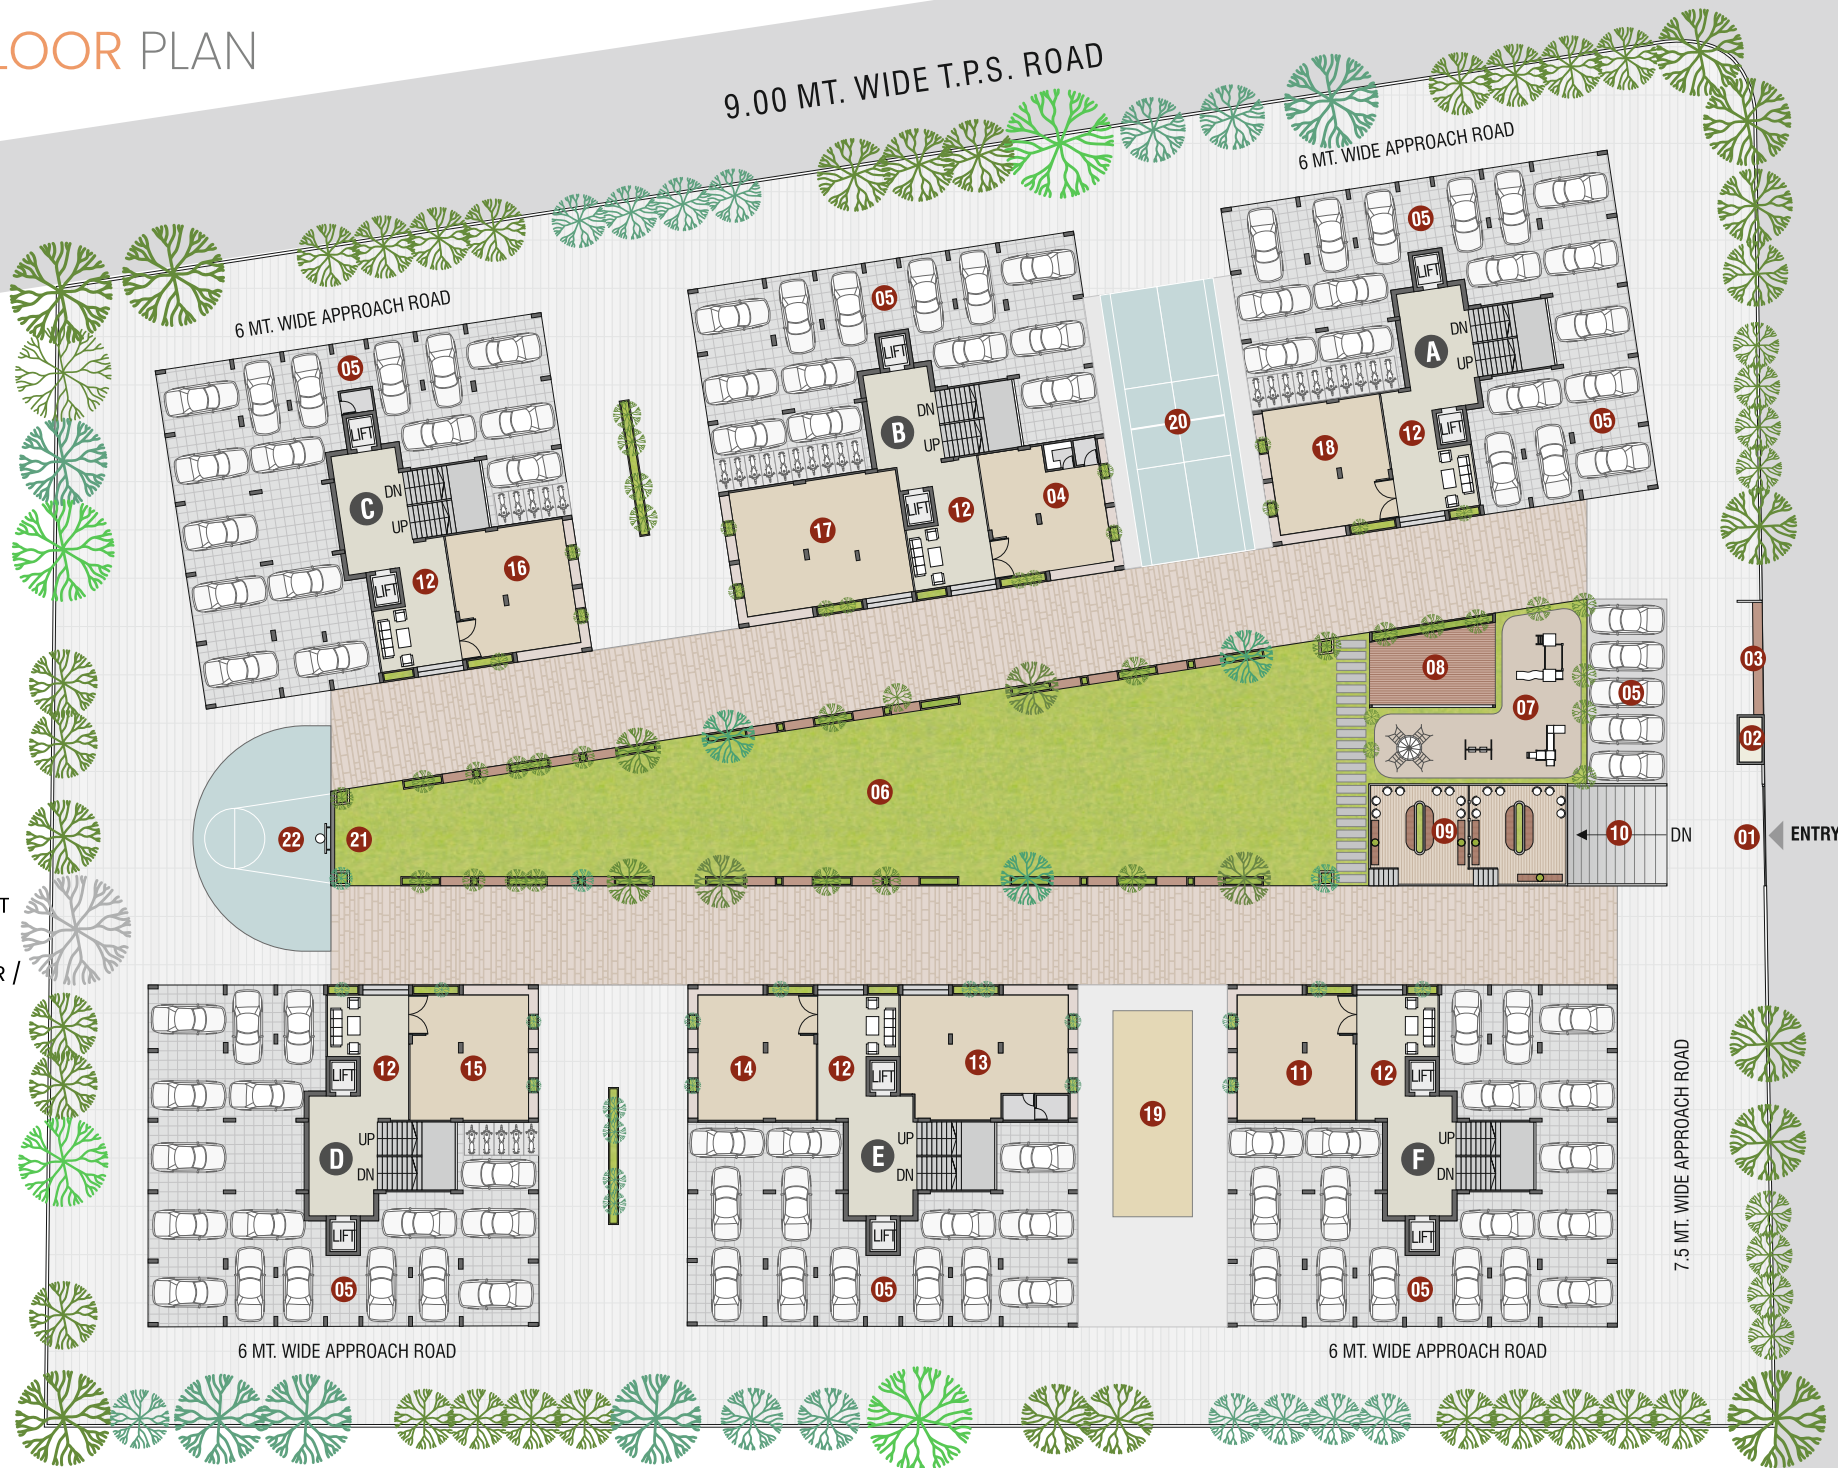 LOOR PLAN
9.00 MT. WIDE T.P.S. ROAD
6 MT. WIDE APPROACH ROAD
6 MT. WIDE APPROACH ROAD
05
LIFT
A
DN
UP
05
18
12
LIFT
05
LIFT
B
DN
UP
17
LIFT
12
04
20
05
LIFT
C
DN
UP
LIFT
12
16
08
07
05
03
02
06
22
21
09
10
DN
01
ENTRY
T
R /
12
15
LIFT
D
UP
DN
LIFT
05
14
12
LIFT
13
E
UP
DN
LIFT
05
19
11
12
LIFT
F
UP
DN
LIFT
05
7.5 MT. WIDE APPROACH ROAD
6 MT. WIDE APPROACH ROAD
6 MT. WIDE APPROACH ROAD